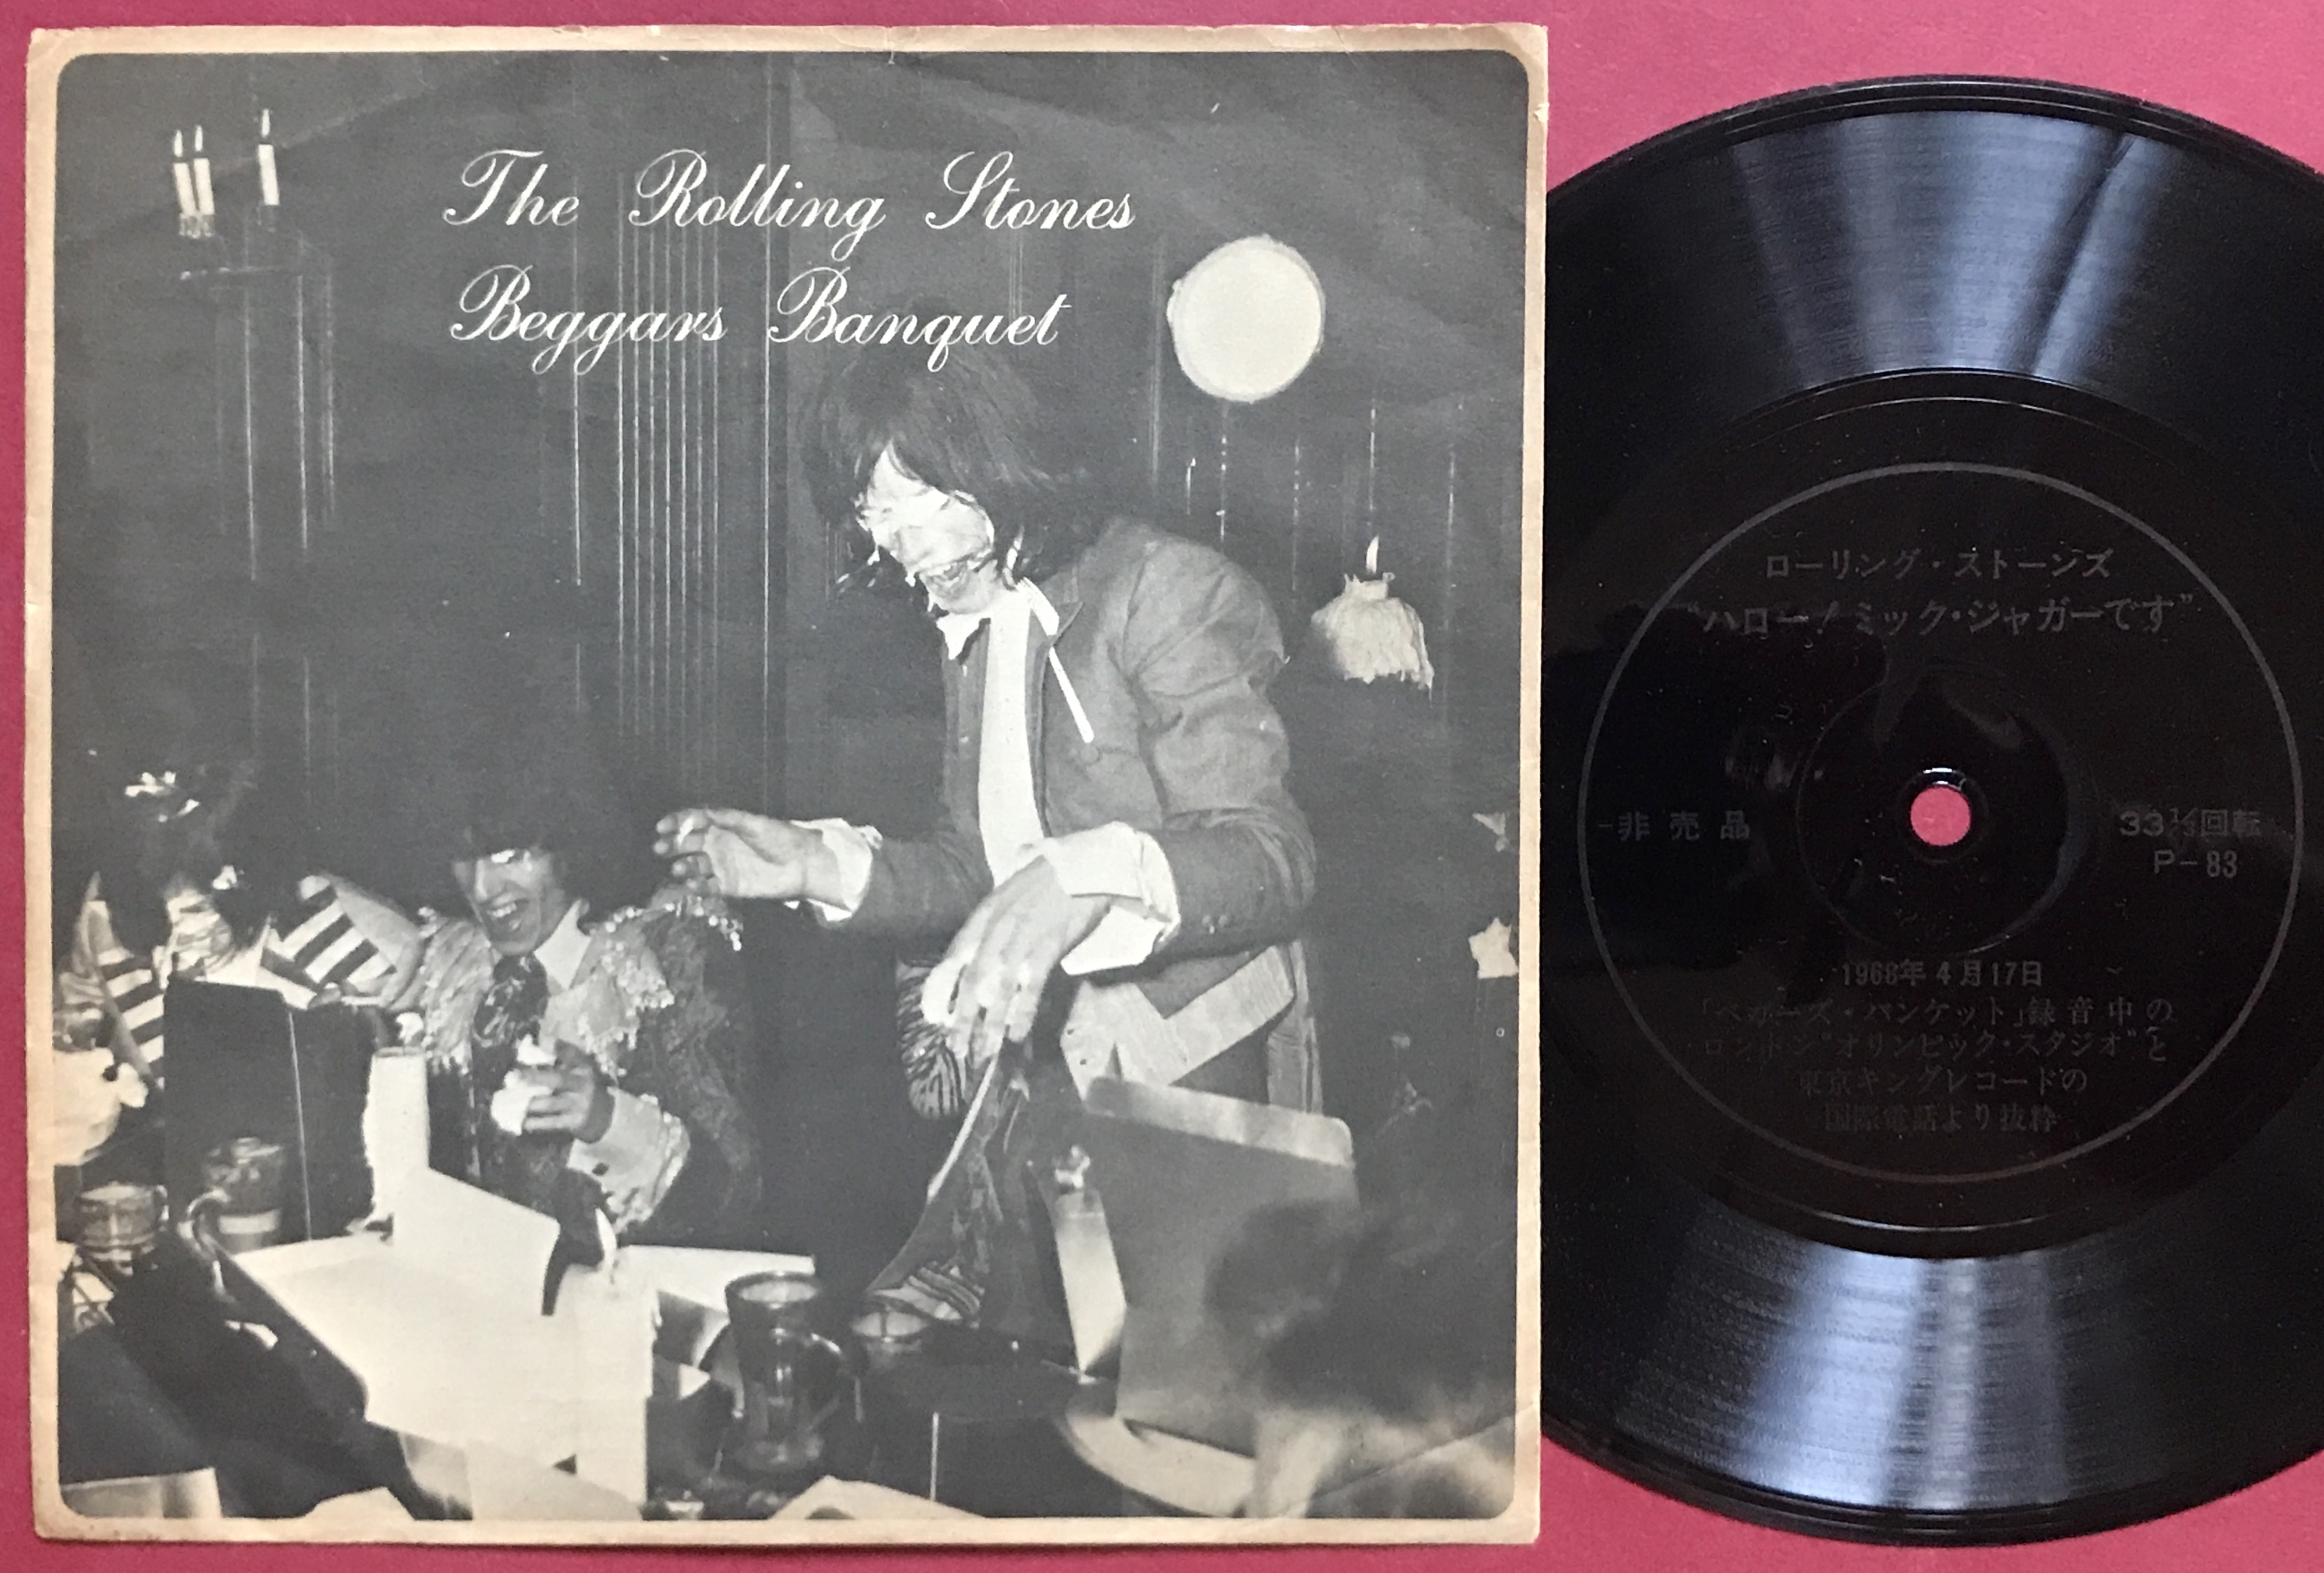 The Rolling Stones
Beggars Banquet
ローリング・ストーンズ
"ハロー!ミック・ジャガーです"
非売品
33⅓回転
P-83
1968年4月17日
「ベガーズ・バンケット」録音中の
ロンドン"オリンピック・スタジオ"と
東京キングレコードの
国際電話より抜粋